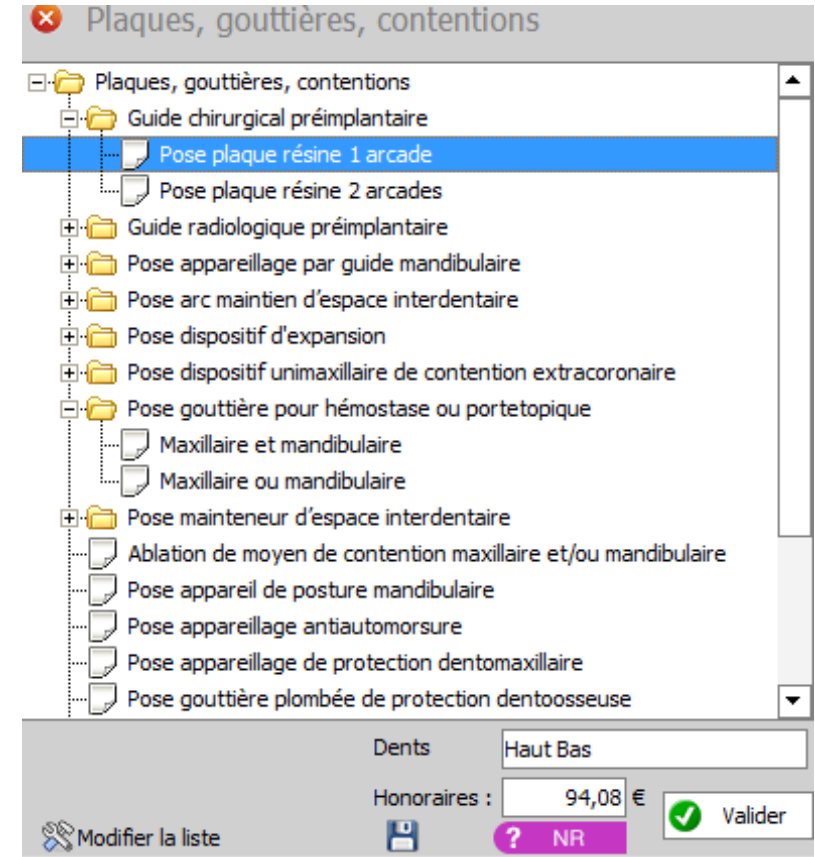 Plaques, gouttières, contentions
Plaques, gouttières, contentions
Guide chirurgical préimplantaire
Pose plaque résine 1 arcade
Pose plaque résine 2 arcades
Guide radiologique préimplantaire
Pose appareillage par guide mandibulaire
Pose arc maintien d’espace interdentaire
Pose dispositif d'expansion
Pose dispositif unimaxillaire de contention extracoronaire
Pose gouttière pour hémostase ou portetopique
Maxillaire et mandibulaire
Maxillaire ou mandibulaire
Pose mainteneur d’espace interdentaire
Ablation de moyen de contention maxillaire et/ou mandibulaire
Pose appareil de posture mandibulaire
Pose appareillage antiautomorsure
Pose appareillage de protection dentomaxillaire
Pose gouttière plombée de protection dentoosseuse
Dents Haut Bas
Honoraires : 94,08 €
Modifier la liste ? NR Valider